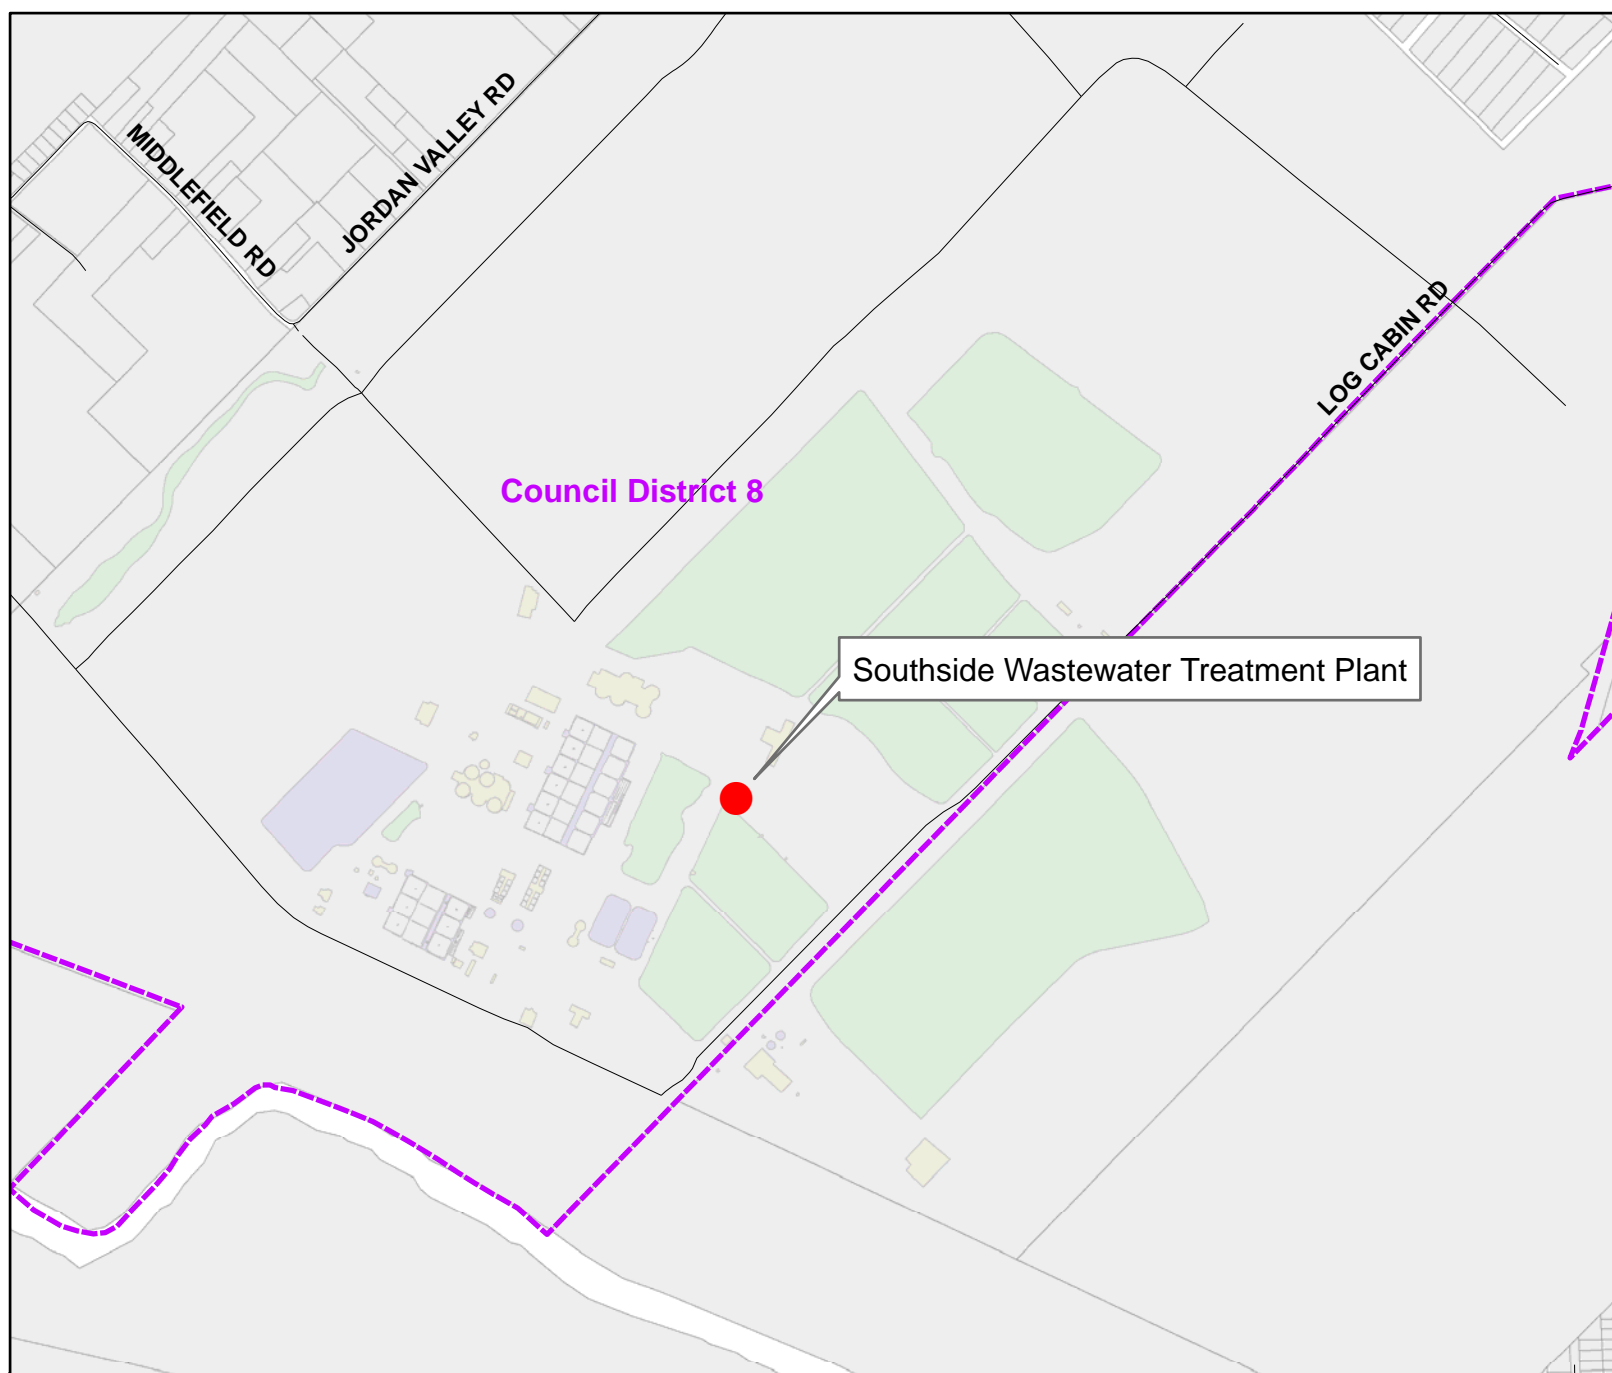 MIDDLEFIELD RD
JORDAN VALLEY RD
LOG CABIN RD
Council District 8
Southside Wastewater Treatment Plant